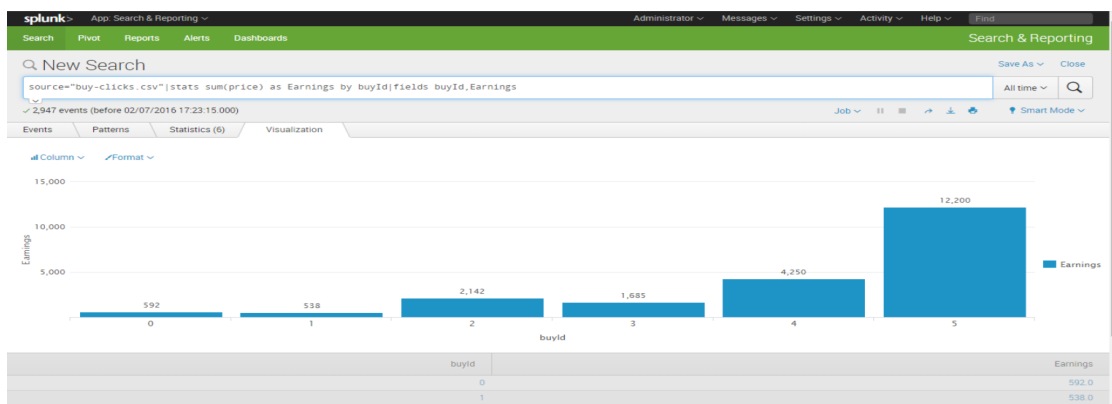 splunk> App: Search & Reporting Administrator Messages Settings Activity Help Find
Search Pivot Reports Alerts Dashboards Search & Reporting
New Search Save As Close
source="buy-clicks.csv"|stats sum(price) as Earnings by buyId|fields buyId,Earnings All time
2,947 events (before 02/07/2016 17:23:15.000) Job Smart Mode
Events Patterns Statistics (6) Visualization
Column Format
15,000
12,200
10,000
Earnings
5,000
4,250
2,142
1,685
592
538
Earnings
0 1 2 3 4 5
buyId
buyId Earnings
0 592.0
1 538.0